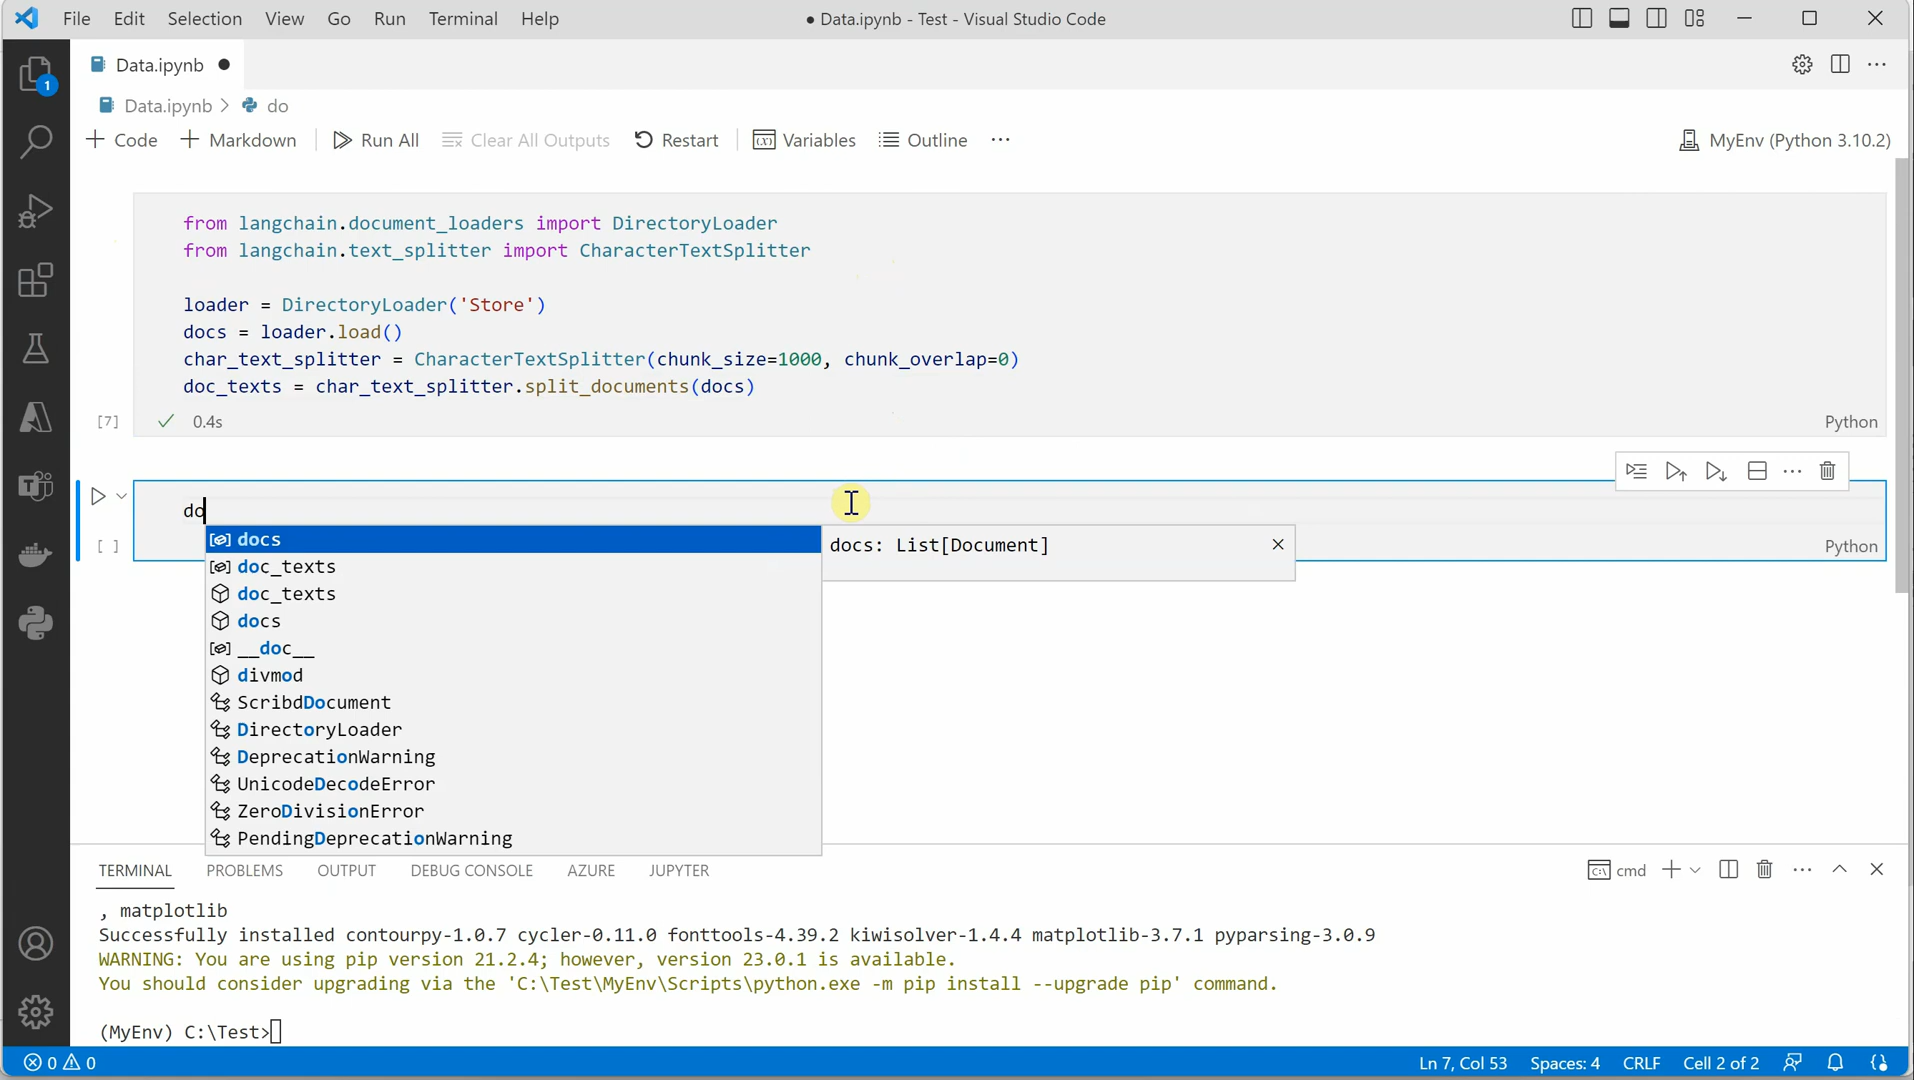 File Edit Selection View Go Run Terminal Help ● Data.ipynb - Test - Visual Studio Code
1
Data.ipynb ●
Data.ipynb > do
+ Code + Markdown Run All Clear All Outputs Restart Variables Outline ··· MyEnv (Python 3.10.2)
from langchain.document_loaders import DirectoryLoader
from langchain.text_splitter import CharacterTextSplitter
loader = DirectoryLoader('Store')
docs = loader.load()
char_text_splitter = CharacterTextSplitter(chunk_size=1000, chunk_overlap=0)
doc_texts = char_text_splitter.split_documents(docs)
[7] ✓ 0.4s Python
do
[ ] Python
docs
docs: List[Document]
doc_texts
doc_texts
docs
__doc__
divmod
ScribdDocument
DirectoryLoader
DeprecationWarning
UnicodeDecodeError
ZeroDivisionError
PendingDeprecationWarning
TERMINAL PROBLEMS OUTPUT DEBUG CONSOLE AZURE JUPYTER cmd
, matplotlib
Successfully installed contourpy-1.0.7 cycler-0.11.0 fonttools-4.39.2 kiwisolver-1.4.4 matplotlib-3.7.1 pyparsing-3.0.9
WARNING: You are using pip version 21.2.4; however, version 23.0.1 is available.
You should consider upgrading via the 'C:\Test\MyEnv\Scripts\python.exe -m pip install --upgrade pip' command.
(MyEnv) C:\Test>
0 0 Ln 7, Col 53 Spaces: 4 CRLF Cell 2 of 2